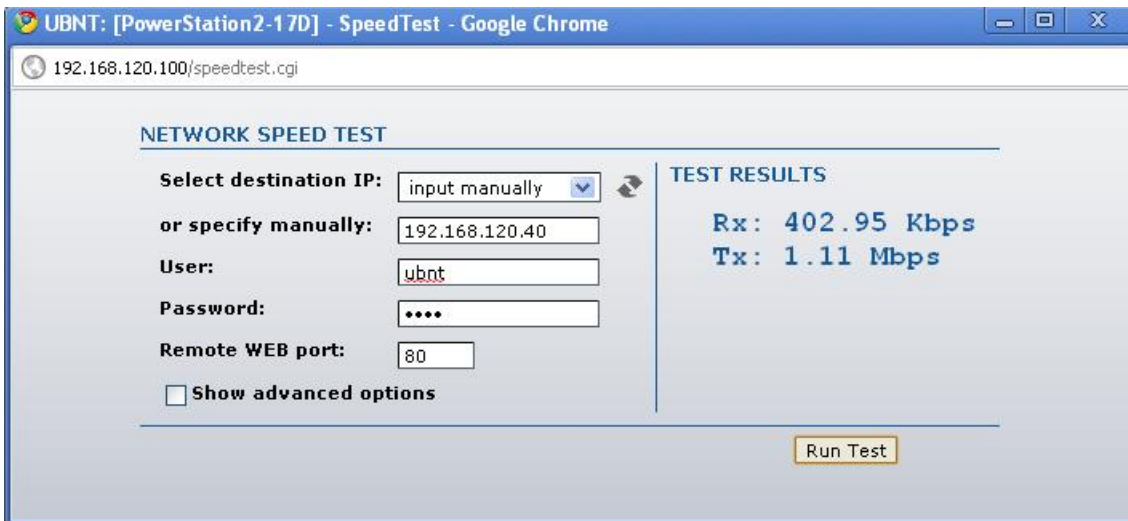 UBNT: [PowerStation2-17D] - SpeedTest - Google Chrome
192.168.120.100/speedtest.cgi
NETWORK SPEED TEST
Select destination IP: input manually
or specify manually: 192.168.120.40
User: ubnt
Password: ••••
Remote WEB port: 80
Show advanced options
TEST RESULTS
Rx: 402.95 Kbps
Tx: 1.11 Mbps
Run Test